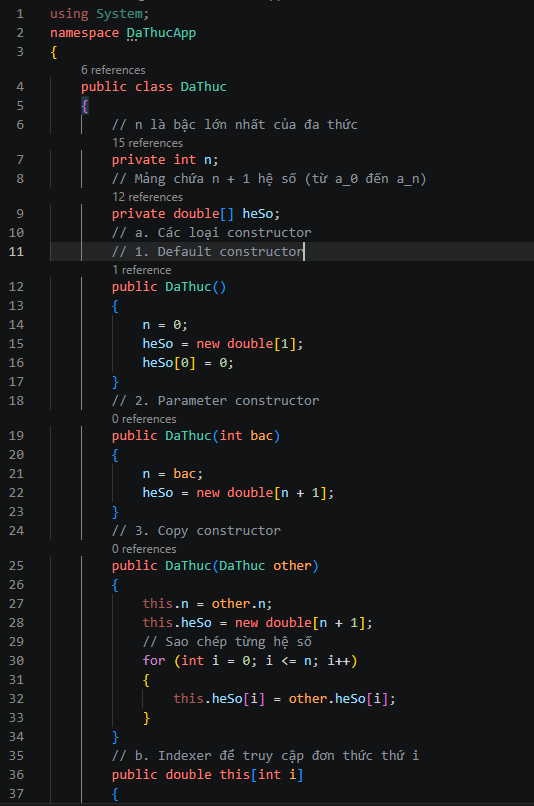 1 using System;
2 namespace DaThucApp
3 {
6 references
4 public class DaThuc
5 {
6 // n là bậc lớn nhất của đa thức
15 references
7 private int n;
8 // Mảng chứa n + 1 hệ số (từ a_0 đến a_n)
12 references
9 private double[] heSo;
10 // a. Các loại constructor
11 // 1. Default constructor
1 reference
12 public DaThuc()
13 {
14 n = 0;
15 heSo = new double[1];
16 heSo[0] = 0;
17 }
18 // 2. Parameter constructor
0 references
19 public DaThuc(int bac)
20 {
21 n = bac;
22 heSo = new double[n + 1];
23 }
24 // 3. Copy constructor
0 references
25 public DaThuc(DaThuc other)
26 {
27 this.n = other.n;
28 this.heSo = new double[n + 1];
29 // Sao chép từng hệ số
30 for (int i = 0; i <= n; i++)
31 {
32 this.heSo[i] = other.heSo[i];
33 }
34 }
35 // b. Indexer để truy cập đơn thức thứ i
36 public double this[int i]
37 {